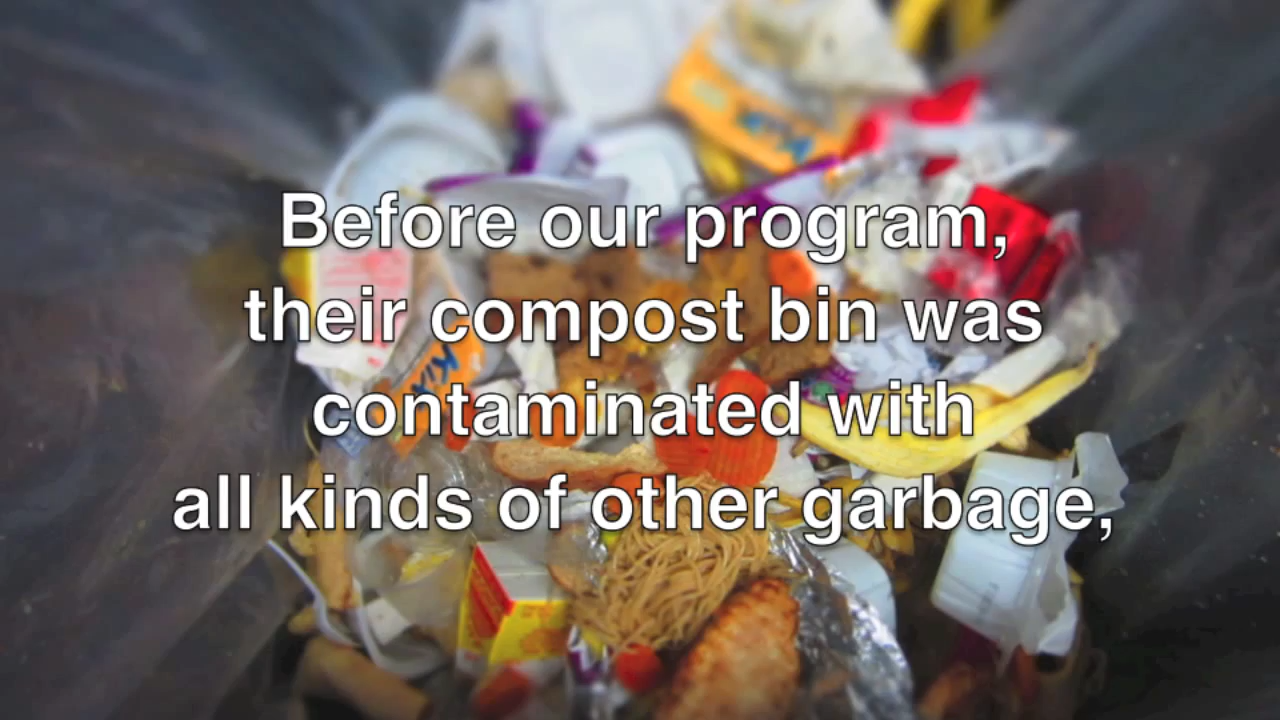 Before our program,
their compost bin was
contaminated with
all kinds of other garbage,